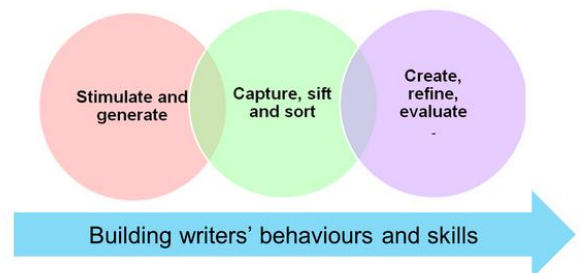 Stimulate and
generate
Capture, sift
and sort
Create,
refine,
evaluate
-
Building writers' behaviours and skills